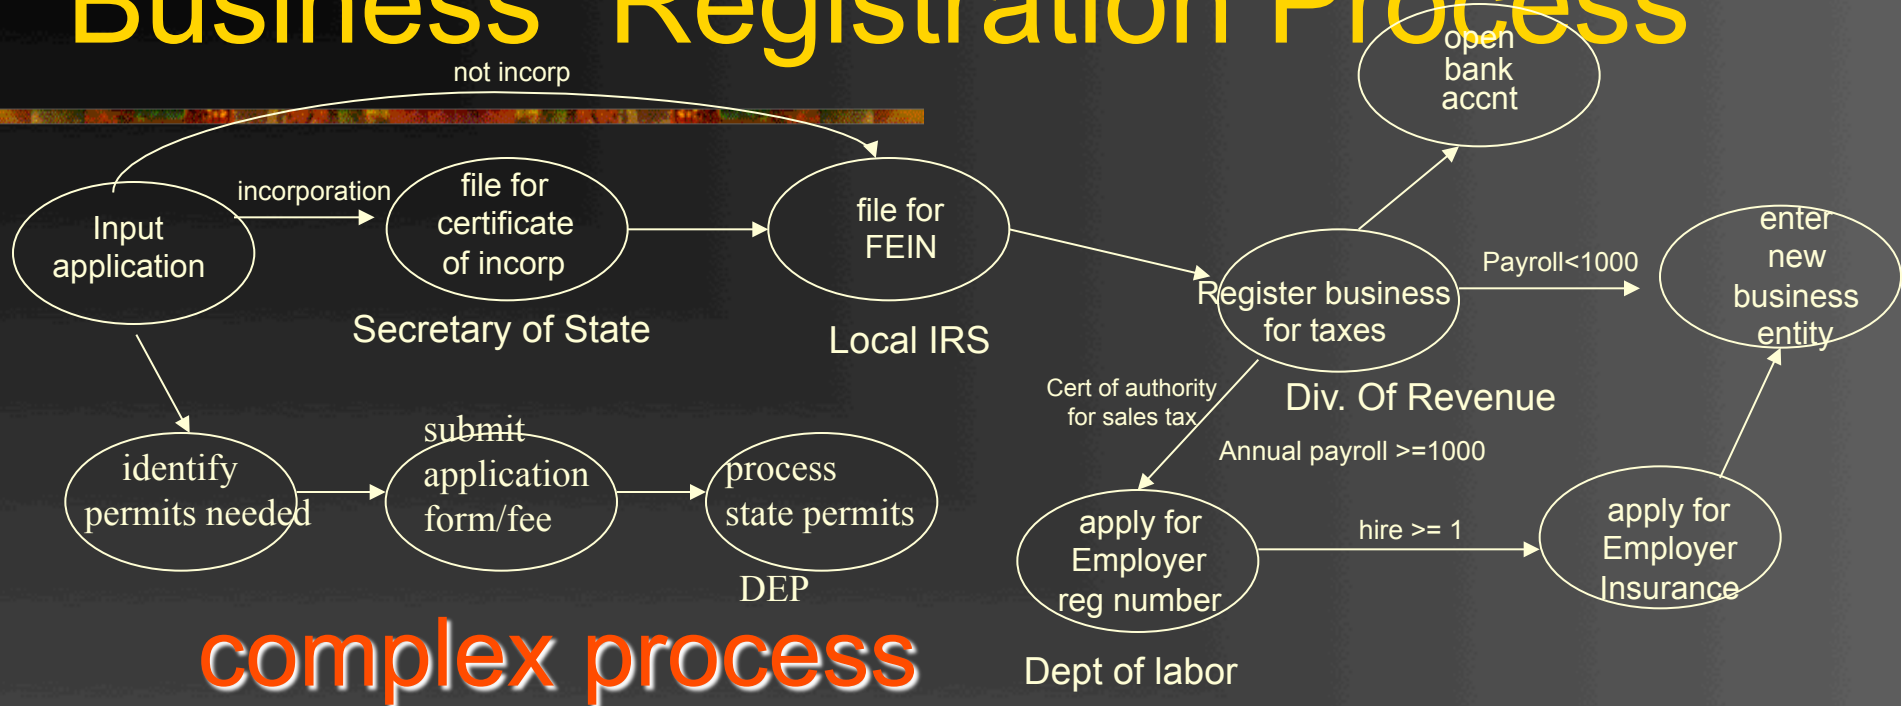 Business Registration Process
not incorp
open
bank
accnt
incorporation
Input
application
file for
certificate
of incorp
Secretary of State
file for
FEIN
Local IRS
Register business
for taxes
Div. Of Revenue
Payroll<1000
enter
new
business
entity
Cert of authority
for sales tax
Annual payroll >=1000
identify
permits needed
submit
application
form/fee
process
state permits
DEP
apply for
Employer
reg number
Dept of labor
hire >= 1
apply for
Employer
Insurance
complex process